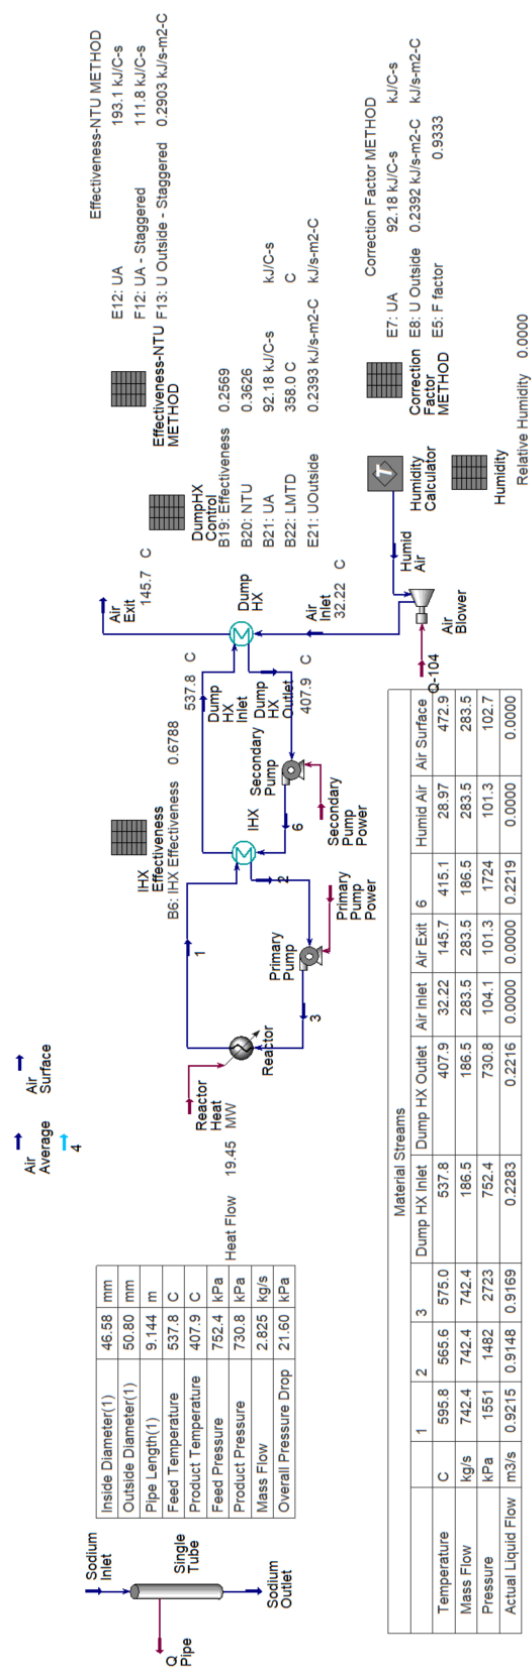 Air
Average
4
Air
Surface
Sodium
Inlet
Single
Tube
Q
Pipe
Sodium
Outlet
Inside Diameter(1) 46.58 mm
Outside Diameter(1) 50.80 mm
Pipe Length(1) 9.144 m
Feed Temperature 537.8 C
Product Temperature 407.9 C
Feed Pressure 752.4 kPa
Product Pressure 730.8 kPa
Mass Flow 2.825 kg/s
Overall Pressure Drop 21.60 kPa
Reactor
Heat
Heat Flow 19.45 MW
Reactor
1
2
3
Primary
Pump
Primary
Pump
Power
IHX
Effectiveness
B6: IHX Effectiveness 0.6788
IHX
6
Secondary
Pump
Secondary
Pump
Power
537.8 C
Dump
HX
Inlet
Dump
HX
Outlet
407.9 C
Dump
HX
Air
Exit
145.7 C
Air
Inlet
32.22 C
Air
Blower
Q-104
Humid
Air
Humidity
Calculator
Humidity
Relative Humidity 0.0000
DumpHX
Control
B19: Effectiveness 0.2569
B20: NTU 0.3626
B21: UA 92.18 kJ/C-s kJ/C-s
B22: LMTD 358.0 C C
E21: UOutside 0.2393 kJ/s-m2-C kJ/s-m2-C
Effectiveness-NTU
METHOD
Effectiveness-NTU METHOD
E12: UA 193.1 kJ/C-s
F12: UA - Staggered 111.8 kJ/C-s
F13: U Outside - Staggered 0.2903 kJ/s-m2-C
Correction
Factor
METHOD
Correction Factor METHOD
E7: UA 92.18 kJ/C-s kJ/C-s
E8: U Outside 0.2392 kJ/s-m2-C kJ/s-m2-C
E5: F factor 0.9333
Material Streams
1 2 3 Dump HX Inlet Dump HX Outlet Air Inlet Air Exit 6 Humid Air Air Surface
Temperature C 595.8 565.6 575.0 537.8 407.9 32.22 145.7 415.1 28.97 472.9
Mass Flow kg/s 742.4 742.4 742.4 186.5 186.5 283.5 283.5 186.5 283.5 283.5
Pressure kPa 1551 1482 2723 752.4 730.8 104.1 101.3 1724 101.3 102.7
Actual Liquid Flow m3/s 0.9215 0.9148 0.9169 0.2283 0.2216 0.0000 0.0000 0.2219 0.0000 0.0000